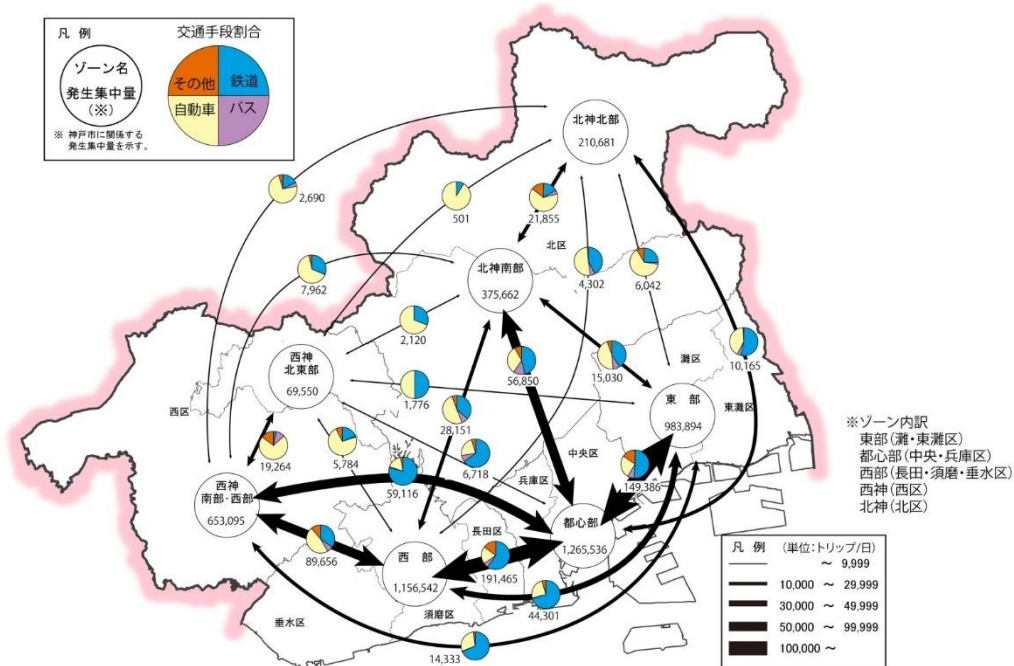 凡 例
交通手段割合
ゾーン名
発生集中量
（※）
その他
鉄道
自動車
バス
※ 神戸市に関係する
発生集中量を示す。
北神北部
210,681
2,690
501
21,855
北区
4,302
6,042
北神南部
375,662
7,962
2,120
56,850
15,030
灘区
10,165
東灘区
西神
北東部
69,550
1,776
28,151
東 部
983,894
西区
19,264
5,784
6,718
59,116
中央区
兵庫区
149,386
西神
南部・西部
653,095
長田区
都心部
1,265,536
89,656
西 部
1,156,542
191,465
44,301
垂水区
須磨区
14,333
※ゾーン内訳
東部（灘・東灘区）
都心部（中央・兵庫区）
西部（長田・須磨・垂水区）
西神（西区）
北神（北区）
凡 例 （単位：トリップ/日）
～ 9,999
10,000 ～ 29,999
30,000 ～ 49,999
50,000 ～ 99,999
100,000 ～